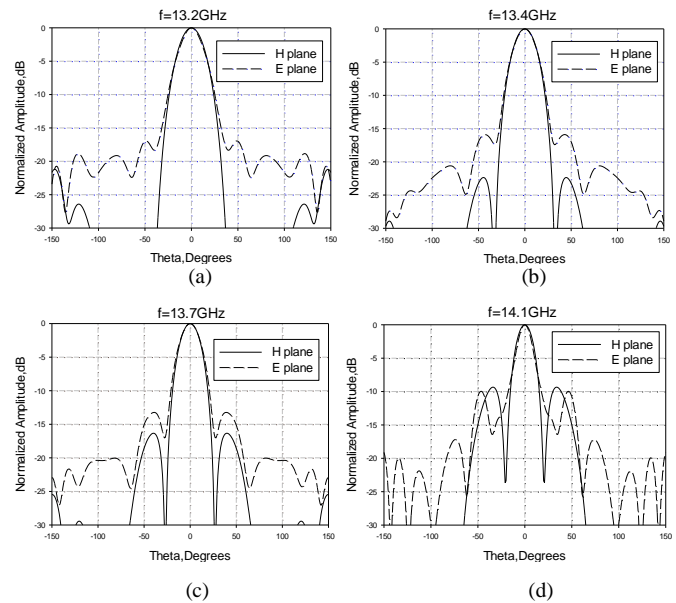 f=13.2GHz
0
-5
-10
-15
-20
-25
-30
-150 -100 -50 0 50 100 150
Normalized Amplitude,dB
Theta,Degrees
H plane
E plane
(a)
f=13.4GHz
0
-5
-10
-15
-20
-25
-30
-150 -100 -50 0 50 100 150
Normalized Amplitude,dB
Theta,Degrees
H plane
E plane
(b)
f=13.7GHz
0
-5
-10
-15
-20
-25
-30
-150 -100 -50 0 50 100 150
Normalized Amplitude,dB
Theta,Degrees
H plane
E plane
(c)
f=14.1GHz
0
-5
-10
-15
-20
-25
-30
-150 -100 -50 0 50 100 150
Normalized Amplitude,dB
Theta,Degrees
H plane
E plane
(d)